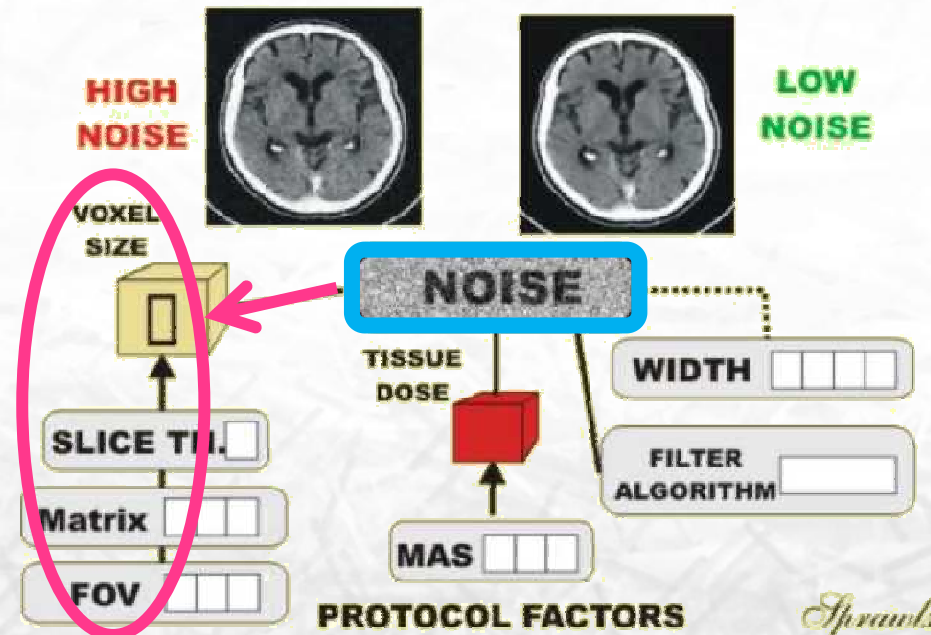 HIGH
NOISE
LOW
NOISE
VOXEL
SIZE
NOISE
TISSUE
DOSE
WIDTH
SLICE TH.
FILTER
ALGORITHM
Matrix
MAS
FOV
PROTOCOL FACTORS
Sprawls